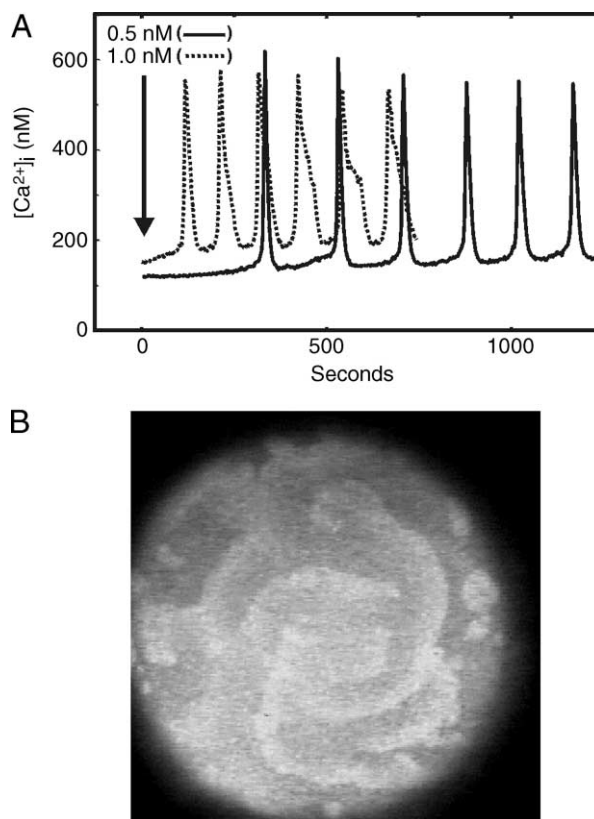 A
0.5 nM (——)
1.0 nM (·······)
600
400
200
0
[Ca²⁺]i (nM)
0
500
1000
Seconds
B